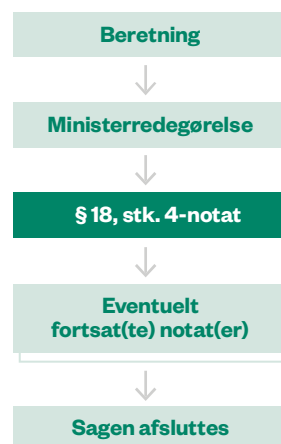 Beretning
Ministerredegørelse
§ 18, stk. 4-notat
Eventuelt
fortsat(te) notat(er)
Sagen afsluttes